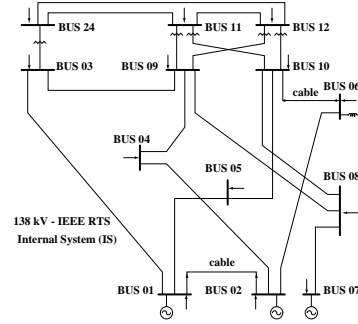 BUS 24
BUS 11
BUS 12
BUS 03
BUS 09
BUS 10
BUS 06
cable
BUS 04
BUS 05
BUS 08
138 kV - IEEE RTS
Internal System (IS)
cable
BUS 01
BUS 02
BUS 07